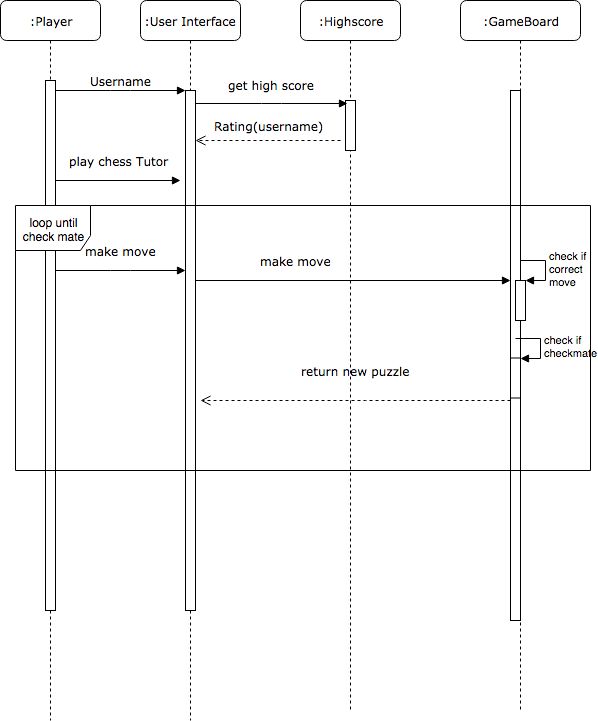 :Player
:User Interface
:Highscore
:GameBoard
Username
get high score
Rating(username)
play chess Tutor
loop until
check mate
make move
make move
check if
correct
move
check if
checkmate
return new puzzle